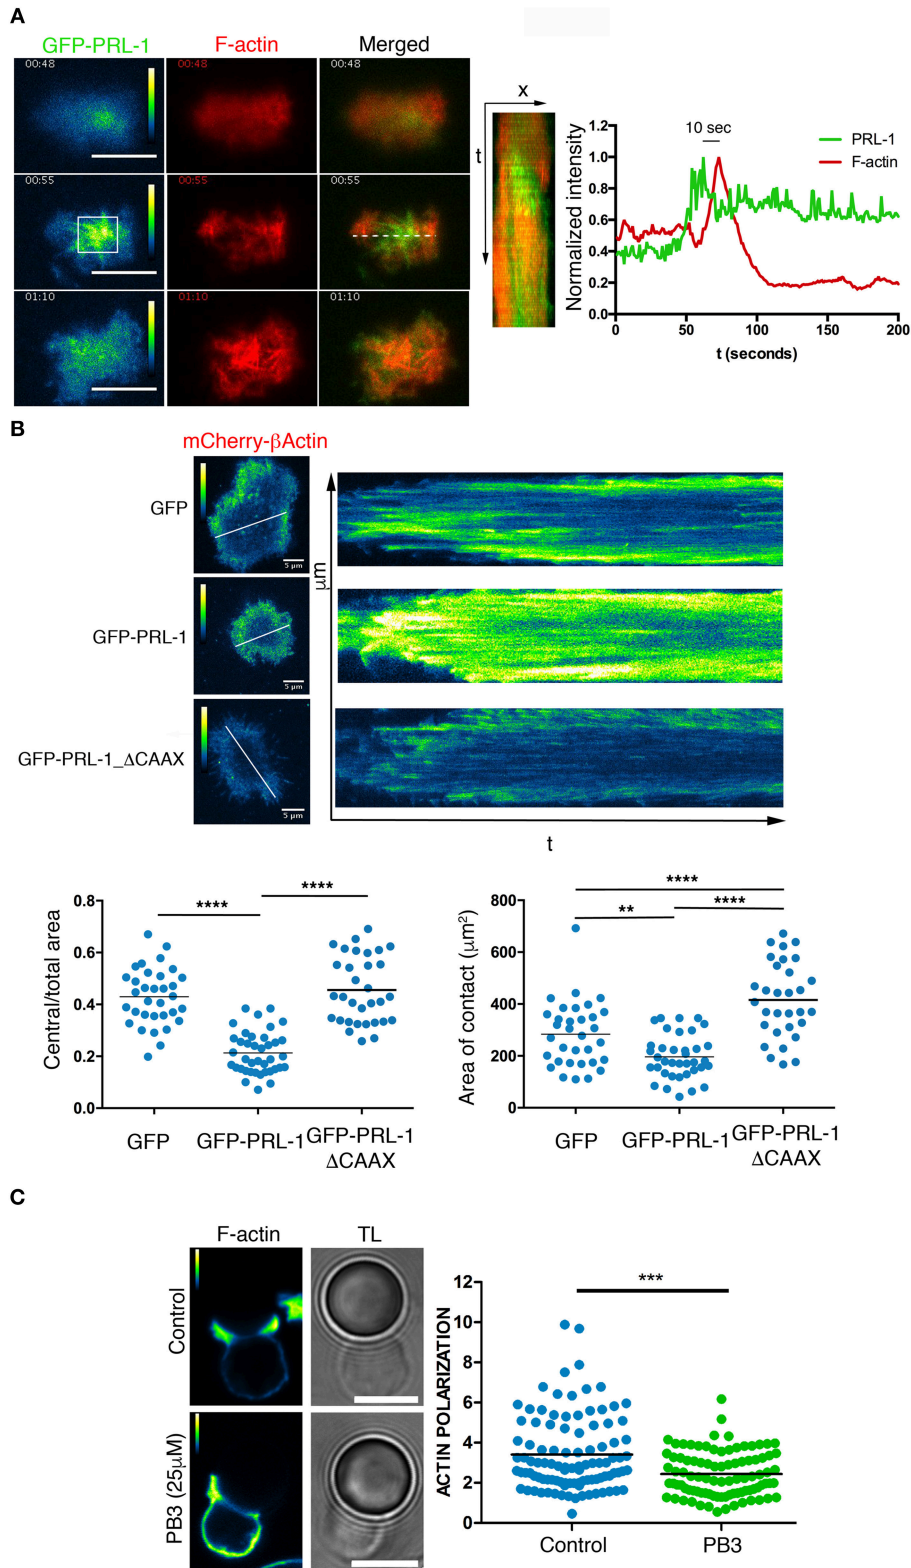 A
GFP-PRL-1
F-actin
Merged
00:48
00:48
00:48
00:55
00:55
00:55
01:10
01:10
01:10
x
t
Normalized intensity
1.2
1.0
0.8
0.6
0.4
0.2
0.0
10 sec
PRL-1
F-actin
0
50
100
150
200
t (seconds)
B
mCherry-βActin
GFP
5 μm
GFP-PRL-1
5 μm
GFP-PRL-1_ΔCAAX
5 μm
μm
t
Central/total area
0.8
0.6
0.4
0.2
0.0
****
****
GFP
GFP-PRL-1
GFP-PRL-1
ΔCAAX
Area of contact (μm²)
800
600
400
200
0
****
**
****
GFP
GFP-PRL-1
GFP-PRL-1
ΔCAAX
C
F-actin
TL
Control
PB3 (25μM)
ACTIN POLARIZATION
12
10
8
6
4
2
0
***
Control
PB3